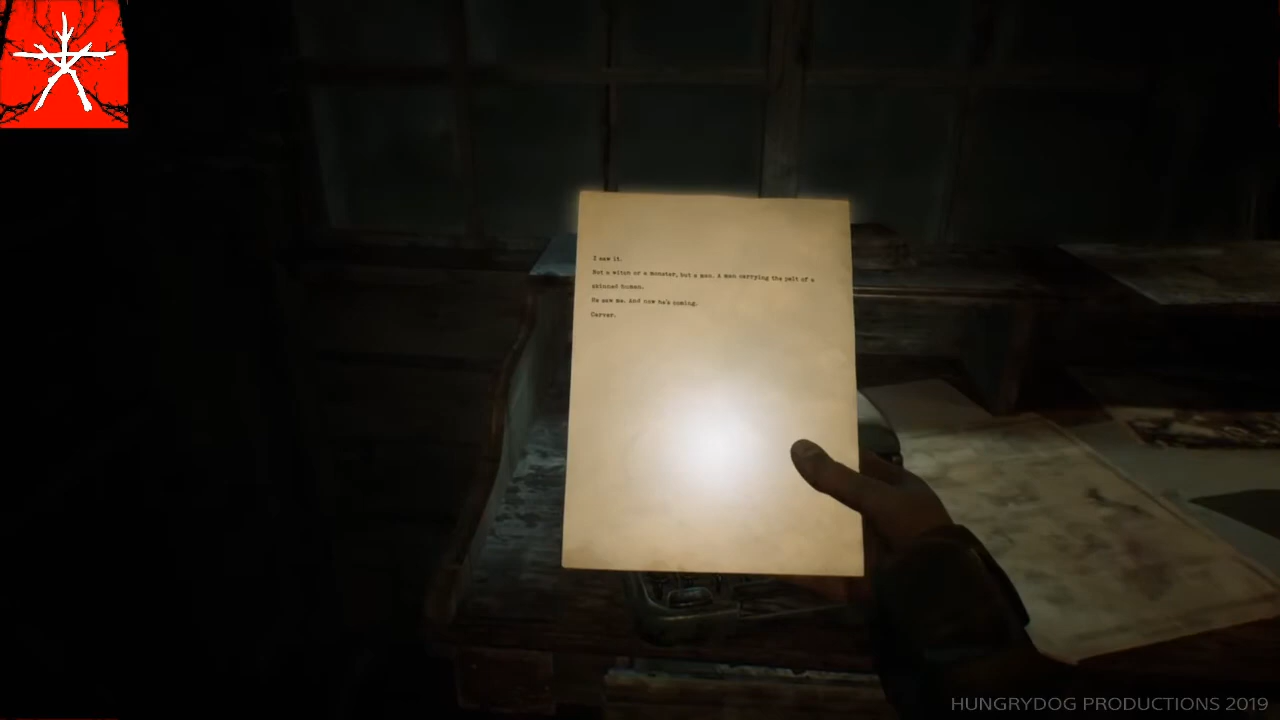 I saw it.
Not a witch or a monster, but a man. A man carrying the pelt of a
skinned human.
He saw me. And now he's coming.
Carver.
HUNGRYDOG PRODUCTIONS 2019